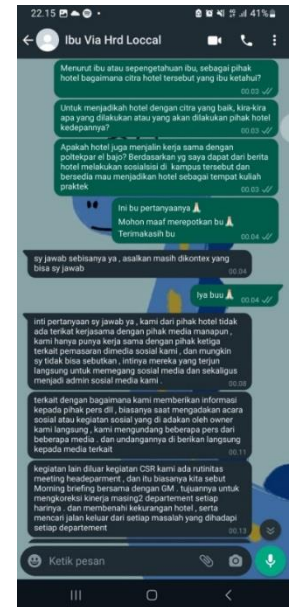 22.15
41%
Ibu Via Hrd Loccal
Menurut ibu atau sepengetahuan ibu, sebagai pihak
hotel bagaimana citra hotel tersebut yang ibu ketahui?
00.03
Untuk menjadikah hotel dengan citra yang baik, kira-kira
apa yang dilakukan atau yang akan dilakukan pihak hotel
kedepannya?
00.03
Apakah hotel juga menjalin kerja sama dengan
poltekpar el bajo? Berdasarkan yg saya dapat dari berita
hotel melakukan sosialsisi di kampus tersebut dan
bersedia mau menjadikan hotel sebagai tempat kuliah
praktek
00.03
Ini bu pertanyaanya 🙏
Mohon maaf merepotkan bu 🙏
Terimakasih bu
00.04
sy jawab sebisanya ya , asalkan masih dikontex yang
bisa sy jawab
00.04
Iya buu 🙏 00.04
inti pertanyaan sy jawab ya , kami dari pihak hotel tidak
ada terikat kerjasama dengan pihak media manapun ,
kami hanya punya kerja sama dengan pihak ketiga
terkait pemasaran dimedia sosial kami , dan mungkin
sy tidak bisa sebutkan , intinya mereka yang terjun
langsung untuk memegang sosial media dan sekaligus
menjadi admin sosial media kami .
00.08
terkait dengan bagaimana kami memberikan informasi
kepada pihak pers dll , biasanya saat mengadakan acara
sosial atau kegiatan sosial yang di adakan oleh owner
kami langsung , kami mengundang beberapa pers dari
beberapa media . dan undangannya di berikan langsung
kepada media terkait
00.11
kegiatan lain diluar kegiatan CSR kami ada rutinitas
meeting headeparment , dan itu biasanya kita sebut
Morning briefing bersama dengan GM . tujuannya untuk
mengkoreksi kinerja masing2 departement setiap
harinya . dan membenahi kekurangan hotel , serta
mencari jalan keluar dari setiap masalah yang dihadapi
setiap departement
00.13
Ketik pesan